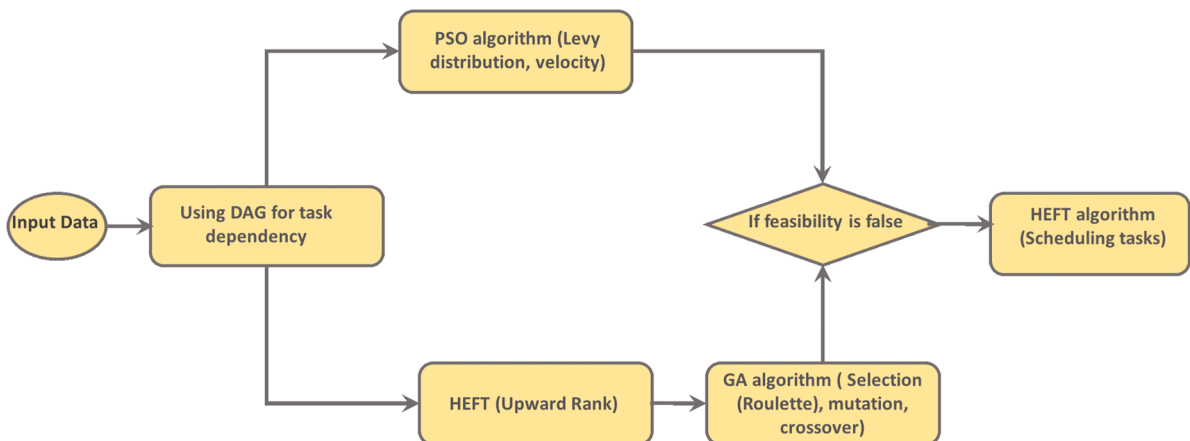 PSO algorithm (Levy
distribution, velocity)
Input Data
Using DAG for task
dependency
If feasibility is false
HEFT algorithm
(Scheduling tasks)
HEFT (Upward Rank)
GA algorithm ( Selection
(Roulette), mutation,
crossover)